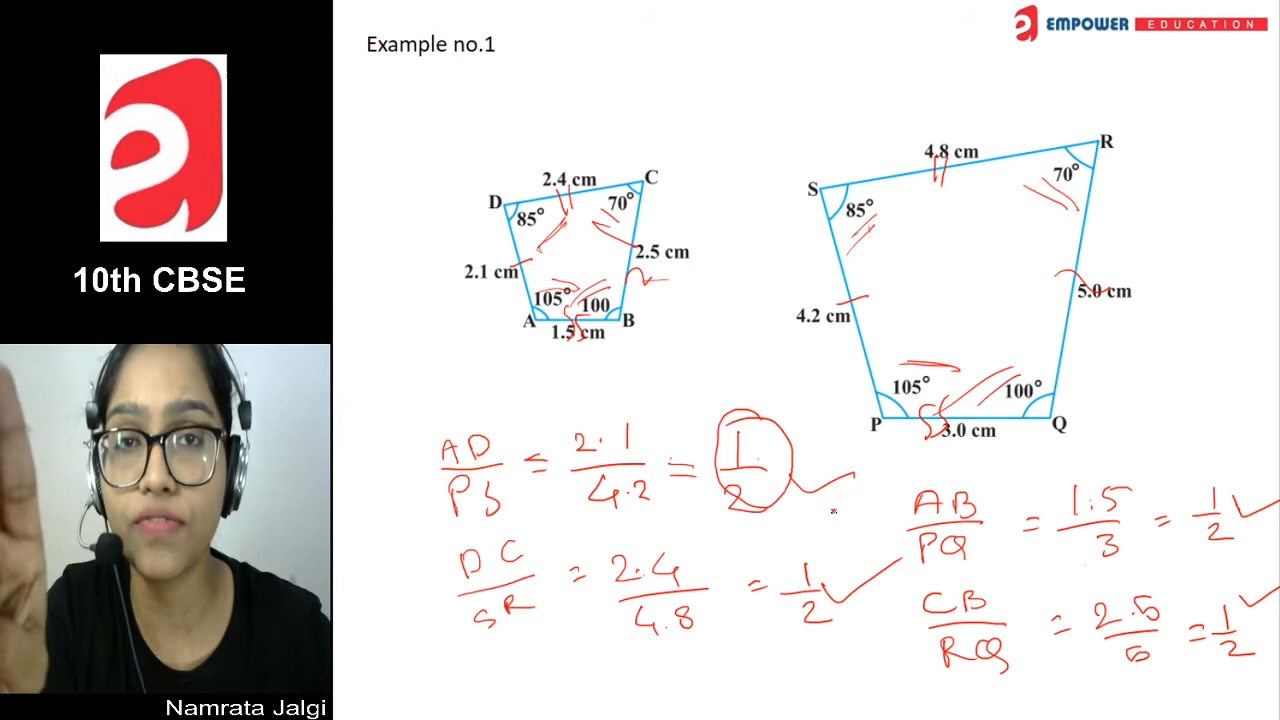 EMPOWER EDUCATION
Example no.1
10th CBSE
Namrata Jalgi
D
2.4 cm
C
85°
70°
2.1 cm
2.5 cm
105°
100
A
1.5 cm
B
S
4.8 cm
R
85°
70°
4.2 cm
5.0 cm
105°
100°
P
3.0 cm
Q
AD/PS = 2.1/4.2 = 1/2
DC/SR = 2.4/4.8 = 1/2
AB/PQ = 1.5/3 = 1/2
CB/RQ = 2.5/5 = 1/2